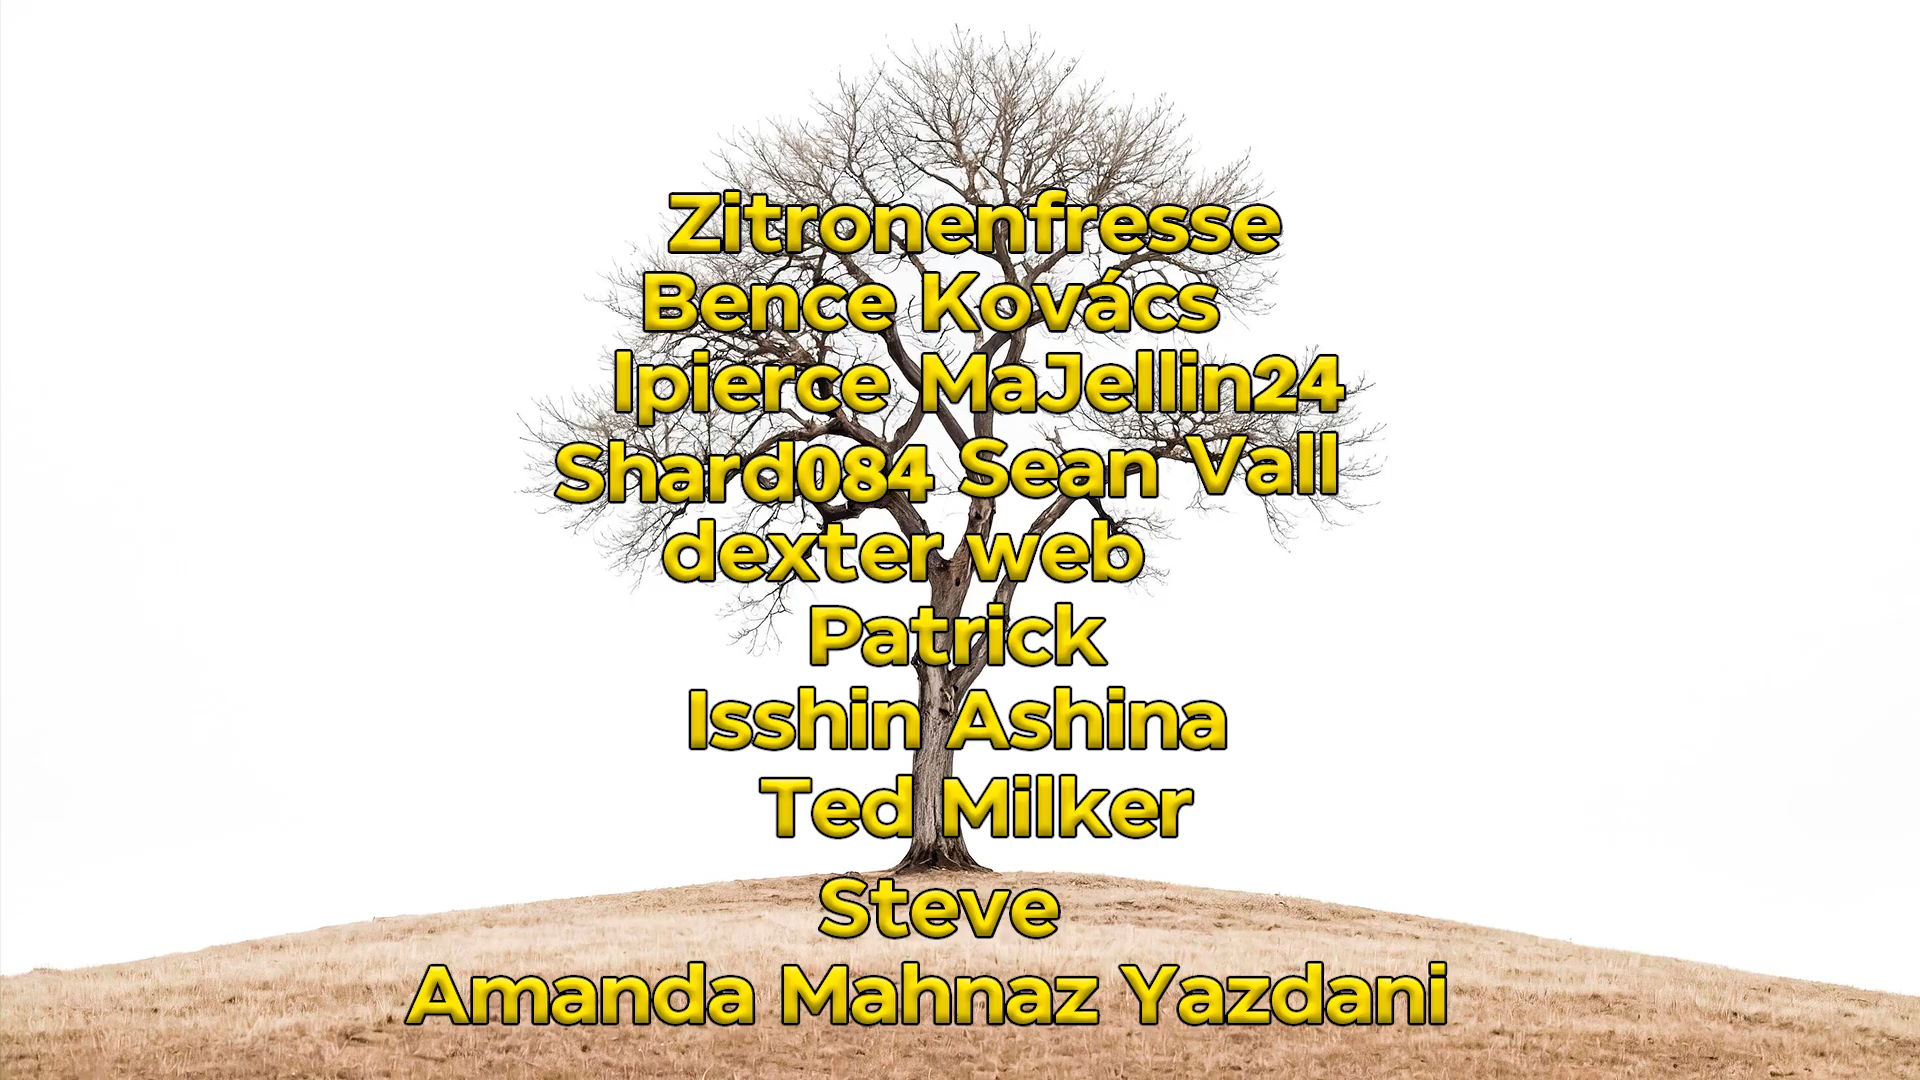 Zitronenfresse
Bence Kovács
lpierce MaJellin24
Shard084 Sean Vall
dexter web
Patrick
Isshin Ashina
Ted Milker
Steve
Amanda Mahnaz Yazdani